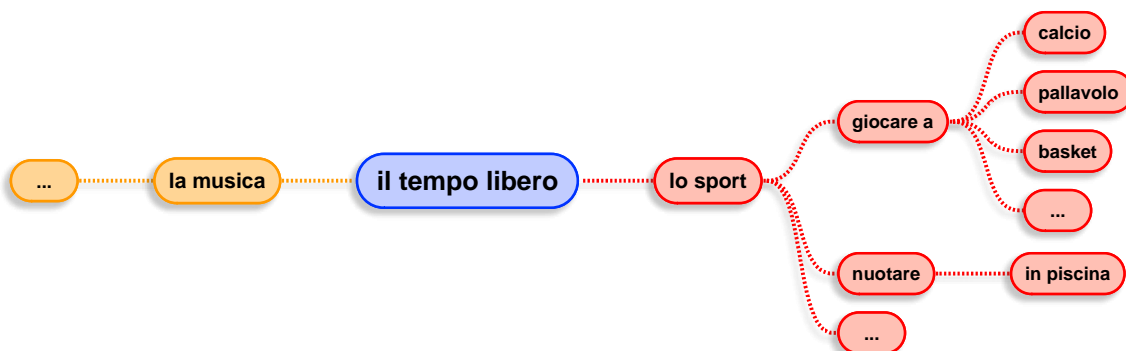 ...
la musica
il tempo libero
lo sport
giocare a
calcio
pallavolo
basket
...
nuotare
in piscina
...